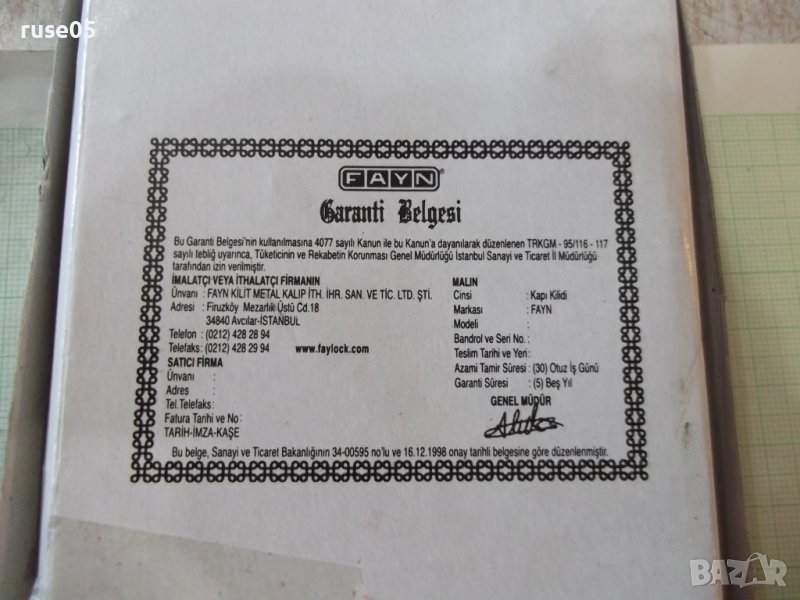 ruse05
FAYN
Garanti Belgesi
Bu Garanti Belgesi'nin kullanılmasına 4077 sayılı Kanun ile bu Kanun'a dayanılarak düzenlenen TRKGM - 95/116 - 117
sayılı tebliğ uyarınca, Tüketicinin ve Rekabetin Korunması Genel Müdürlüğü İstanbul Sanayi ve Ticaret İl Müdürlüğü
tarafından izin verilmiştir.
İMALATÇI VEYA İTHALATÇI FİRMANIN
Ünvanı : FAYN KİLİT METAL KALIP İTH. İHR. SAN. VE TİC. LTD. ŞTİ.
Adresi : Firuzköy Mezarlık Üstü Cd.18
34840 Avcılar-İSTANBUL
Telefon : (0212) 428 28 94
Telefaks: (0212) 428 29 94 www.faylock.com
SATICI FİRMA
Ünvanı :
Adres :
Tel.Telefaks:
Fatura Tarihi ve No:
TARİH-İMZA-KAŞE
MALIN
Cinsi : Kapı Kilidi
Markası : FAYN
Modeli :
Bandrol ve Seri No.:
Teslim Tarihi ve Yeri:
Azami Tamir Süresi : (30) Otuz İş Günü
Garanti Süresi : (5) Beş Yıl
GENEL MÜDÜR
Bu belge, Sanayi ve Ticaret Bakanlığının 34-00595 no'lu ve 16.12.1998 onay tarihli belgesine göre düzenlenmiştir.
BAZAR